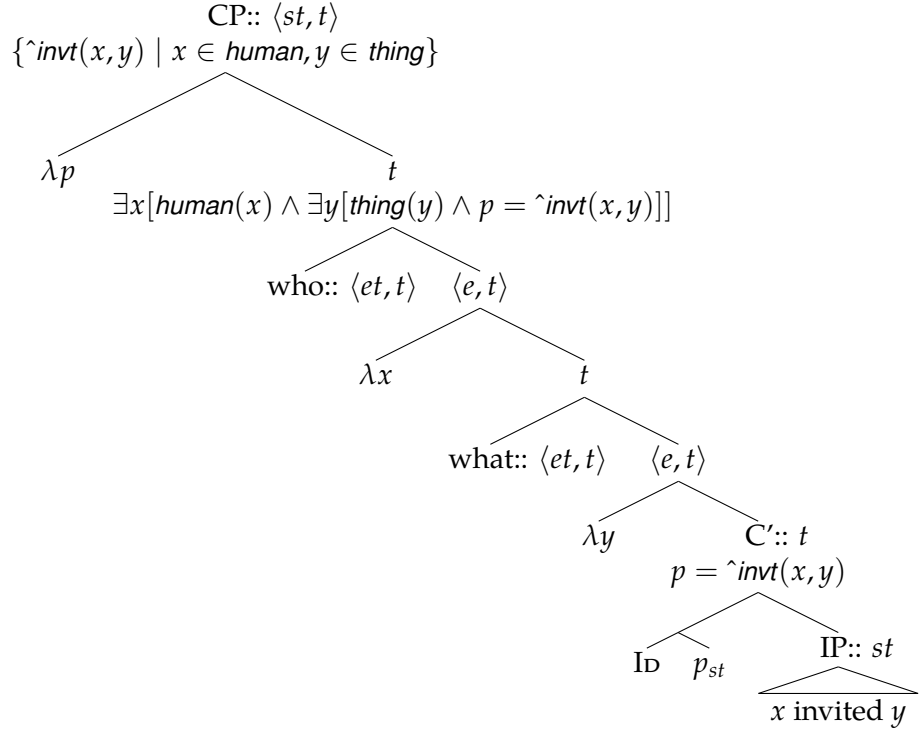 CP:: ⟨st, t⟩
{ˆinvt(x, y) | x ∈ human, y ∈ thing}
λp t
∃x[human(x) ∧ ∃y[thing(y) ∧ p = ˆinvt(x, y)]]
who:: ⟨et, t⟩ ⟨e, t⟩
λx t
what:: ⟨et, t⟩ ⟨e, t⟩
λy C':: t
p = ˆinvt(x, y)
ID pst IP:: st
x invited y